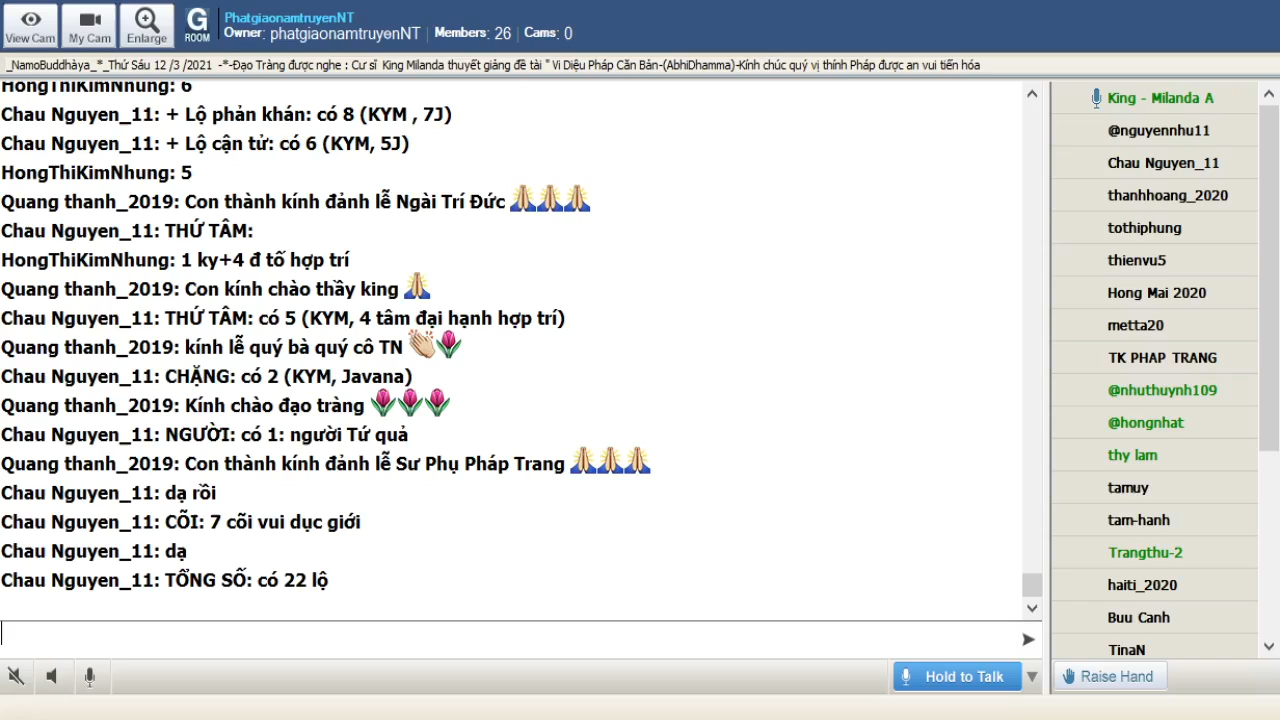 View Cam
My Cam
Enlarge
G
ROOM
PhatgiaonamtruyenNT
Owner: phatgiaonamtruyenNT | Members: 26 | Cams: 0
_NamoBuddhàya_*_Thứ Sáu 12 /3 /2021 -*-Đạo Tràng được nghe : Cư sĩ King Milanda thuyết giảng đề tài " Vi Diệu Pháp Căn Bản-(AbhiDhamma)-Kính chúc quý vị thính Pháp được an vui tiến hóa
HongThiKimNhung: 6
Chau Nguyen_11: + Lộ phản khán: có 8 (KYM , 7J)
Chau Nguyen_11: + Lộ cận tử: có 6 (KYM, 5J)
HongThiKimNhung: 5
Quang thanh_2019: Con thành kính đảnh lễ Ngài Trí Đức 🙏🙏🙏
Chau Nguyen_11: THỨ TÂM:
HongThiKimNhung: 1 ky+4 đ tố hợp trí
Quang thanh_2019: Con kính chào thầy king 🙏
Chau Nguyen_11: THỨ TÂM: có 5 (KYM, 4 tâm đại hạnh hợp trí)
Quang thanh_2019: kính lễ quý bà quý cô TN 👏🌷
Chau Nguyen_11: CHẶNG: có 2 (KYM, Javana)
Quang thanh_2019: Kính chào đạo tràng 🌷🌷🌷
Chau Nguyen_11: NGƯỜI: có 1: người Tứ quả
Quang thanh_2019: Con thành kính đảnh lễ Sư Phụ Pháp Trang 🙏🙏🙏
Chau Nguyen_11: dạ rồi
Chau Nguyen_11: CÕI: 7 cõi vui dục giới
Chau Nguyen_11: dạ
Chau Nguyen_11: TỔNG SỐ: có 22 lộ
King - Milanda A
@nguyennhu11
Chau Nguyen_11
thanhhoang_2020
tothiphung
thienvu5
Hong Mai 2020
metta20
TK PHAP TRANG
@nhuthuynh109
@hongnhat
thy lam
tamuy
tam-hanh
Trangthu-2
haiti_2020
Buu Canh
TinaN
Hold to Talk
Raise Hand